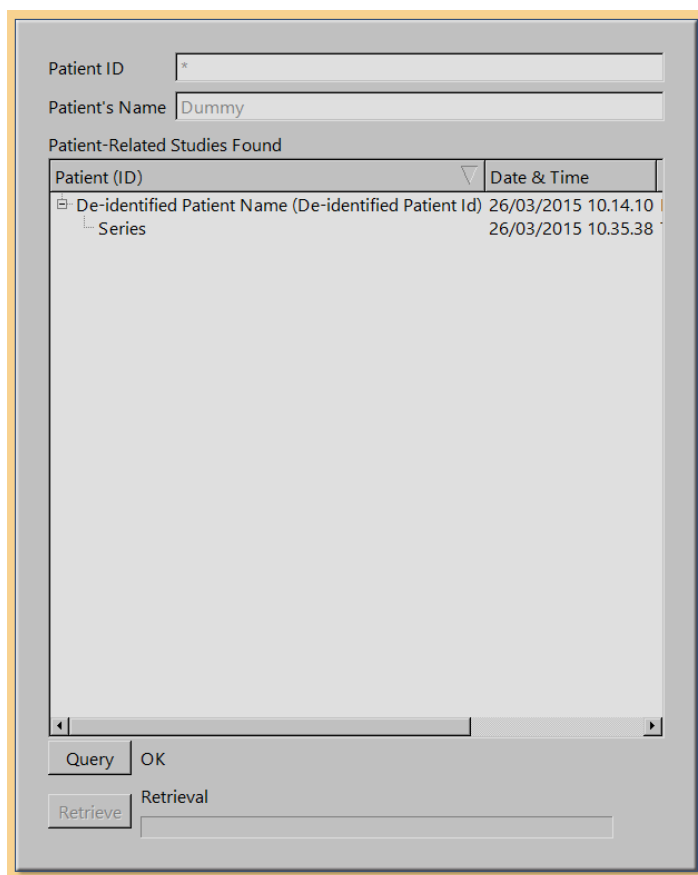 Patient ID *
Patient's Name Dummy
Patient-Related Studies Found
Patient (ID) Date & Time
De-identified Patient Name (De-identified Patient Id) 26/03/2015 10.14.10
Series 26/03/2015 10.35.38
Query OK
Retrieval
Retrieve